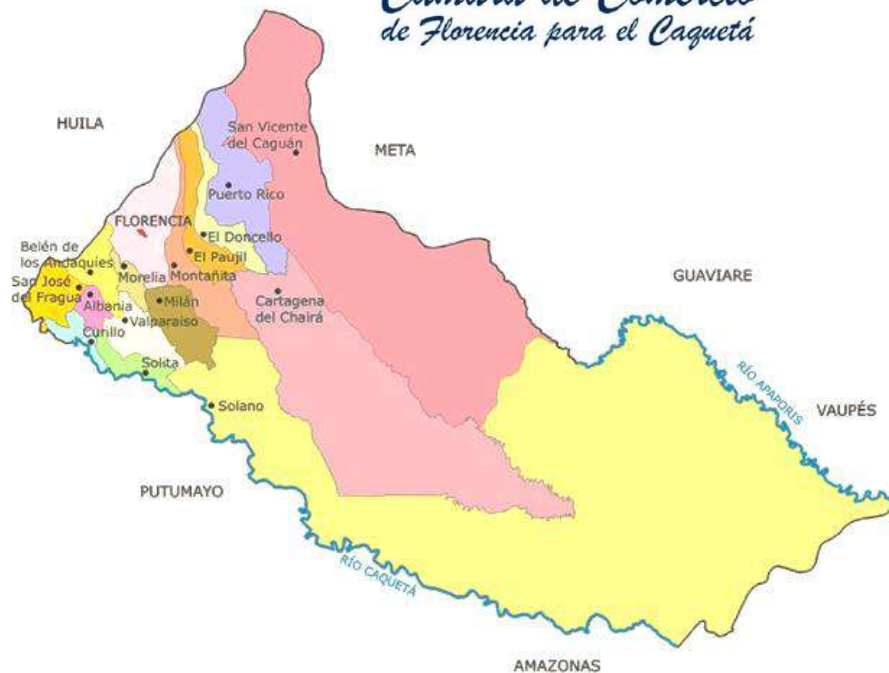 Cámara de Comercio
de Florencia para el Caquetá
HUILA
San Vicente
del Caguán
META
Puerto Rico
FLORENCIA
El Doncello
Belén de
los Andaquíes
El Paujil
Morelia
Montañita
GUAVIARE
San José
del Fragua
Albania
Milán
Cartagena
del Chairá
Valparaiso
Curillo
Solita
RÍO APAPORIS
Solano
VAUPÉS
PUTUMAYO
RÍO CAQUETÁ
AMAZONAS